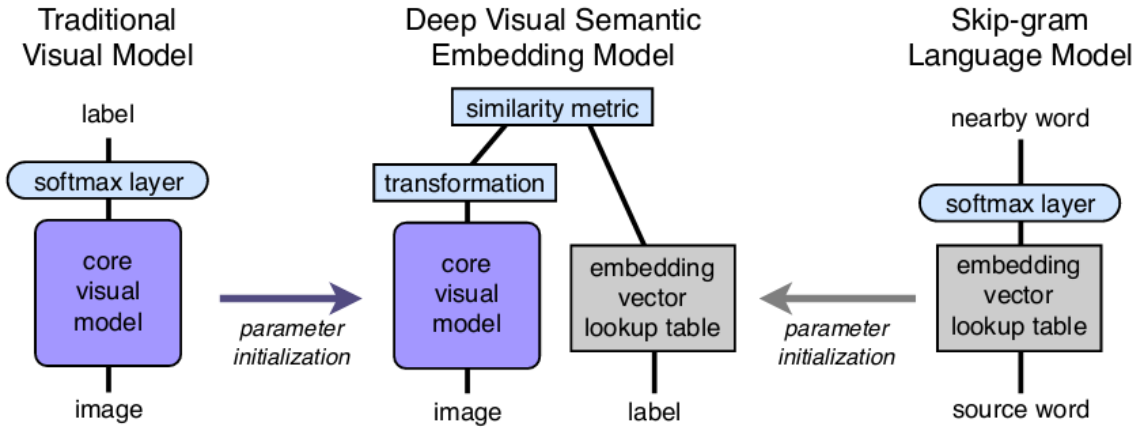 Traditional
Visual Model
label
softmax layer
core
visual
model
image
parameter
initialization
Deep Visual Semantic
Embedding Model
similarity metric
transformation
core
visual
model
image
embedding
vector
lookup table
label
parameter
initialization
Skip-gram
Language Model
nearby word
softmax layer
embedding
vector
lookup table
source word